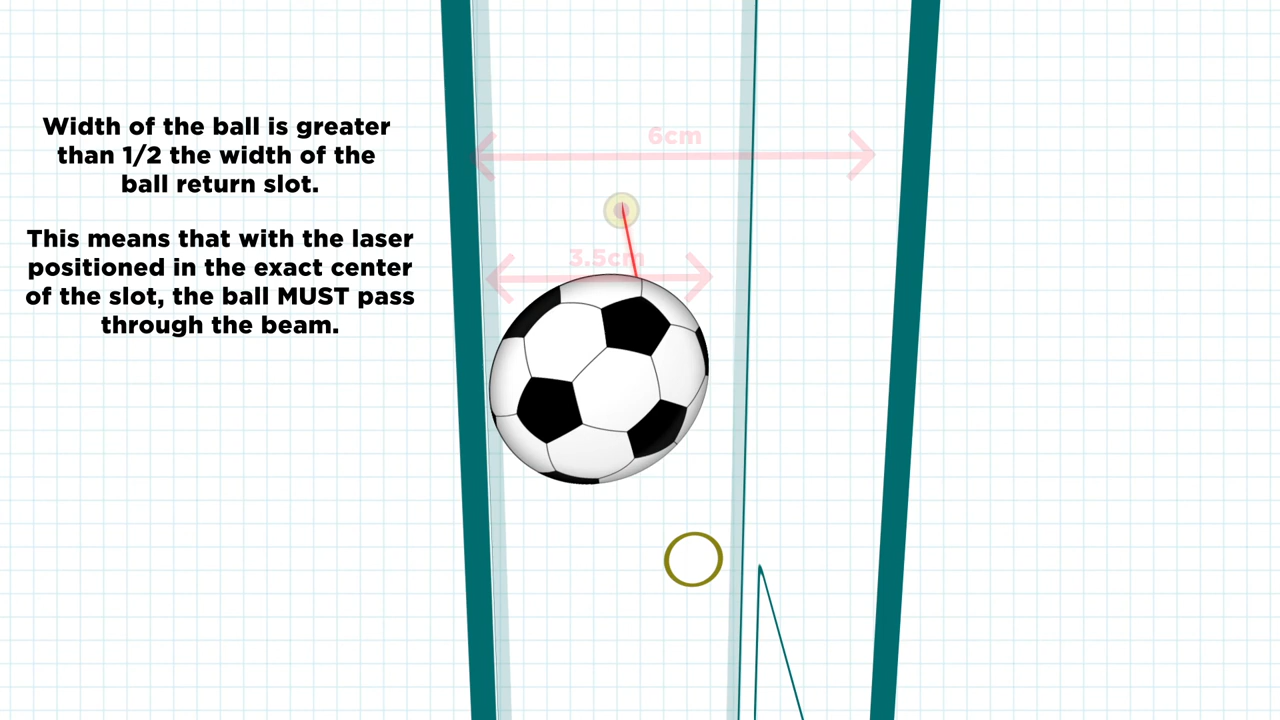 Width of the ball is greater
than 1/2 the width of the
ball return slot.
This means that with the laser
positioned in the exact center
of the slot, the ball MUST pass
through the beam.
6cm
3.5cm